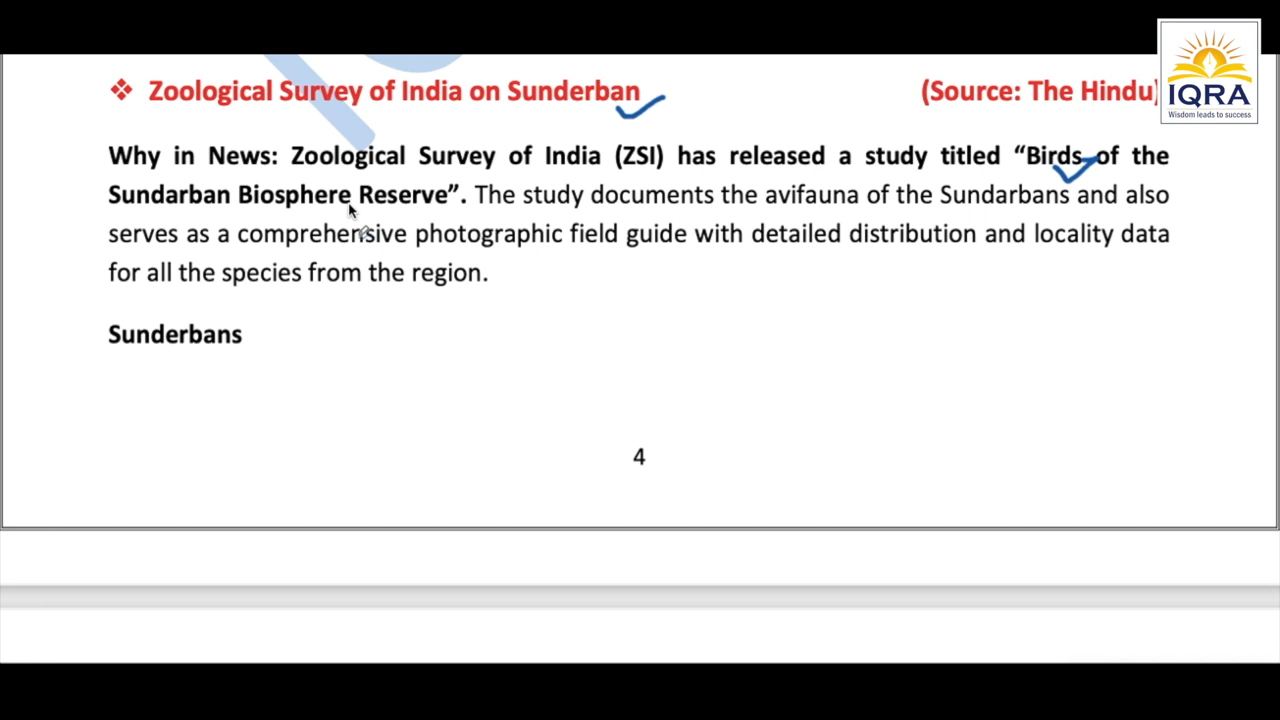 ❖ Zoological Survey of India on Sunderban (Source: The Hindu)
IQRA
Wisdom leads to success
Why in News: Zoological Survey of India (ZSI) has released a study titled “Birds of the
Sundarban Biosphere Reserve”. The study documents the avifauna of the Sundarbans and also
serves as a comprehensive photographic field guide with detailed distribution and locality data
for all the species from the region.
Sunderbans
4